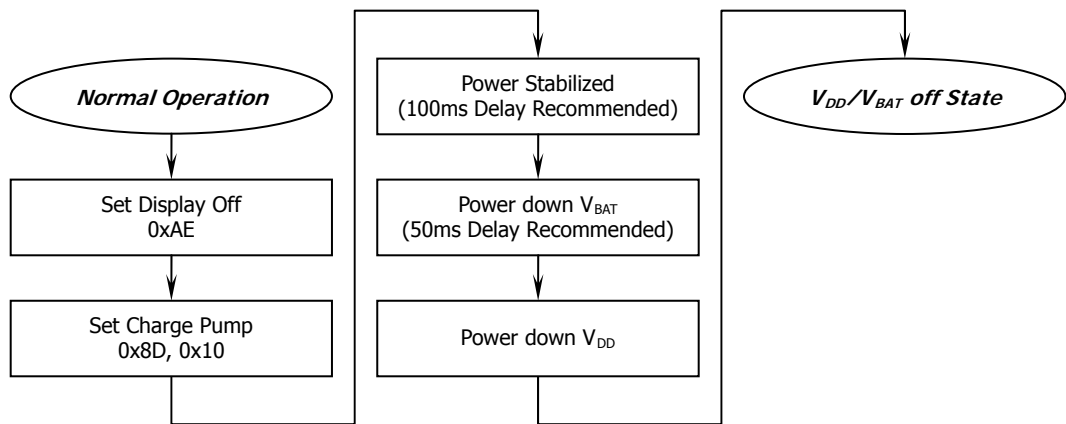 Normal Operation
Set Display Off
0xAE
Set Charge Pump
0x8D, 0x10
Power Stabilized
(100ms Delay Recommended)
Power down VBAT
(50ms Delay Recommended)
Power down VDD
VDD/VBAT off State